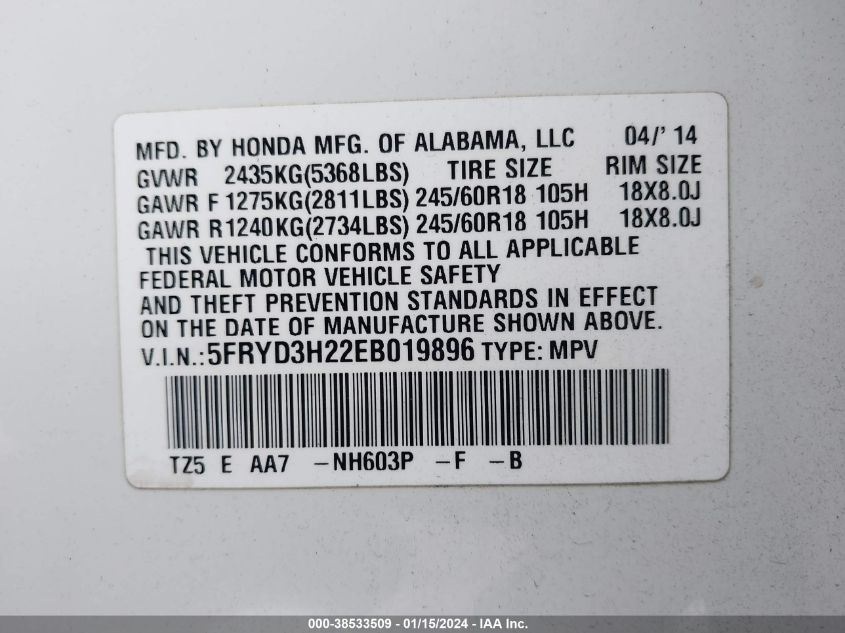 MFD. BY HONDA MFG. OF ALABAMA, LLC 04/' 14
GVWR 2435KG(5368LBS) TIRE SIZE RIM SIZE
GAWR F 1275KG(2811LBS) 245/60R18 105H 18X8.0J
GAWR R 1240KG(2734LBS) 245/60R18 105H 18X8.0J
THIS VEHICLE CONFORMS TO ALL APPLICABLE
FEDERAL MOTOR VEHICLE SAFETY
AND THEFT PREVENTION STANDARDS IN EFFECT
ON THE DATE OF MANUFACTURE SHOWN ABOVE.
V.I.N.:5FRYD3H22EB019896 TYPE: MPV
TZ5 E AA7 -NH603P -F -B
000-38533509 - 01/15/2024 - IAA Inc.